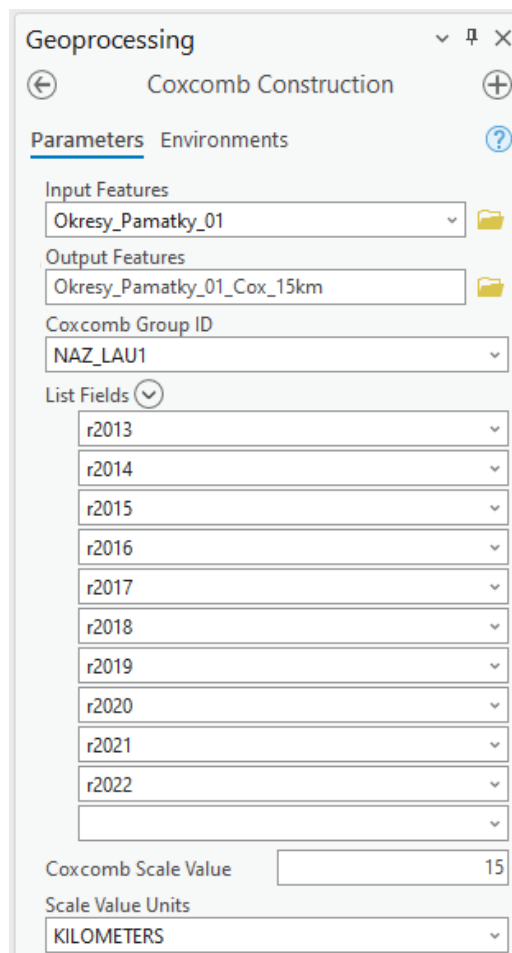 Geoprocessing
Coxcomb Construction
Parameters Environments
Input Features
Okresy_Pamatky_01
Output Features
Okresy_Pamatky_01_Cox_15km
Coxcomb Group ID
NAZ_LAU1
List Fields
r2013
r2014
r2015
r2016
r2017
r2018
r2019
r2020
r2021
r2022
Coxcomb Scale Value 15
Scale Value Units
KILOMETERS